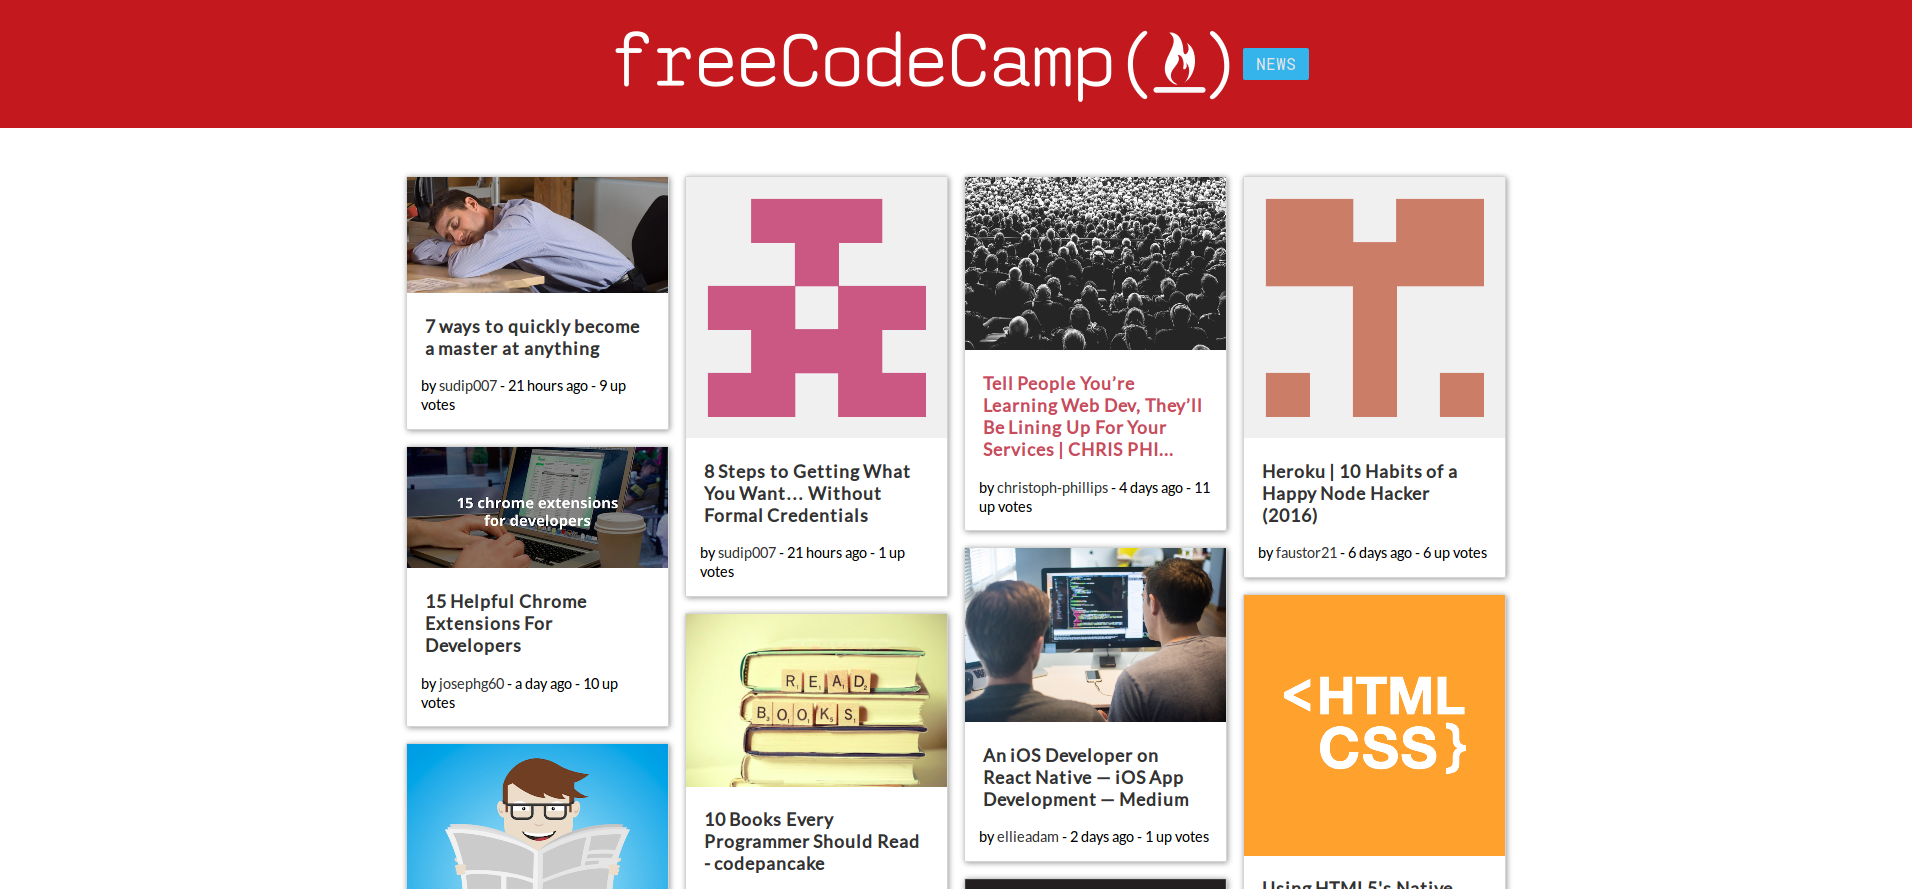 freeCodeCamp( ) NEWS
7 ways to quickly become
a master at anything
by sudip007 - 21 hours ago - 9 up
votes
15 chrome extensions
for developers
15 Helpful Chrome
Extensions For
Developers
by josephg60 - a day ago - 10 up
votes
8 Steps to Getting What
You Want… Without
Formal Credentials
by sudip007 - 21 hours ago - 1 up
votes
READ
BOOKS
10 Books Every
Programmer Should Read
- codepancake
Tell People You’re
Learning Web Dev, They’ll
Be Lining Up For Your
Services | CHRIS PHI...
by christoph-phillips - 4 days ago - 11
up votes
An iOS Developer on
React Native — iOS App
Development — Medium
by ellieadam - 2 days ago - 1 up votes
Heroku | 10 Habits of a
Happy Node Hacker
(2016)
by faustor21 - 6 days ago - 6 up votes
<HTML
CSS}
Using HTML5's Native